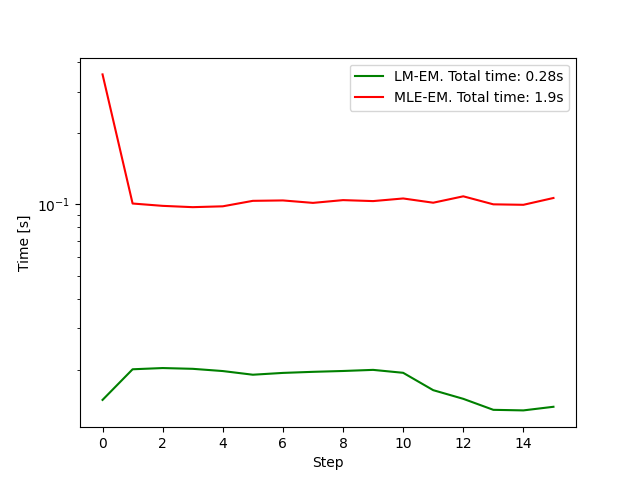 LM-EM. Total time: 0.28s
MLE-EM. Total time: 1.9s
10⁻¹
Time [s]
0 2 4 6 8 10 12 14
Step